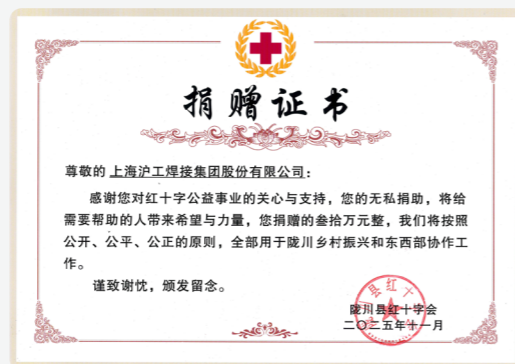 捐赠证书
尊敬的 上海沪工焊接集团股份有限公司:
感谢您对红十字公益事业的关心与支持，您的无私捐助，将给
需要帮助的人带来希望与力量，您捐赠的叁拾万元整，我们将按照
公开、公平、公正的原则，全部用于陇川乡村振兴和东西部协作工
作。
谨致谢忱，颁发留念。
陇川县红十字会
二〇二五年十一月